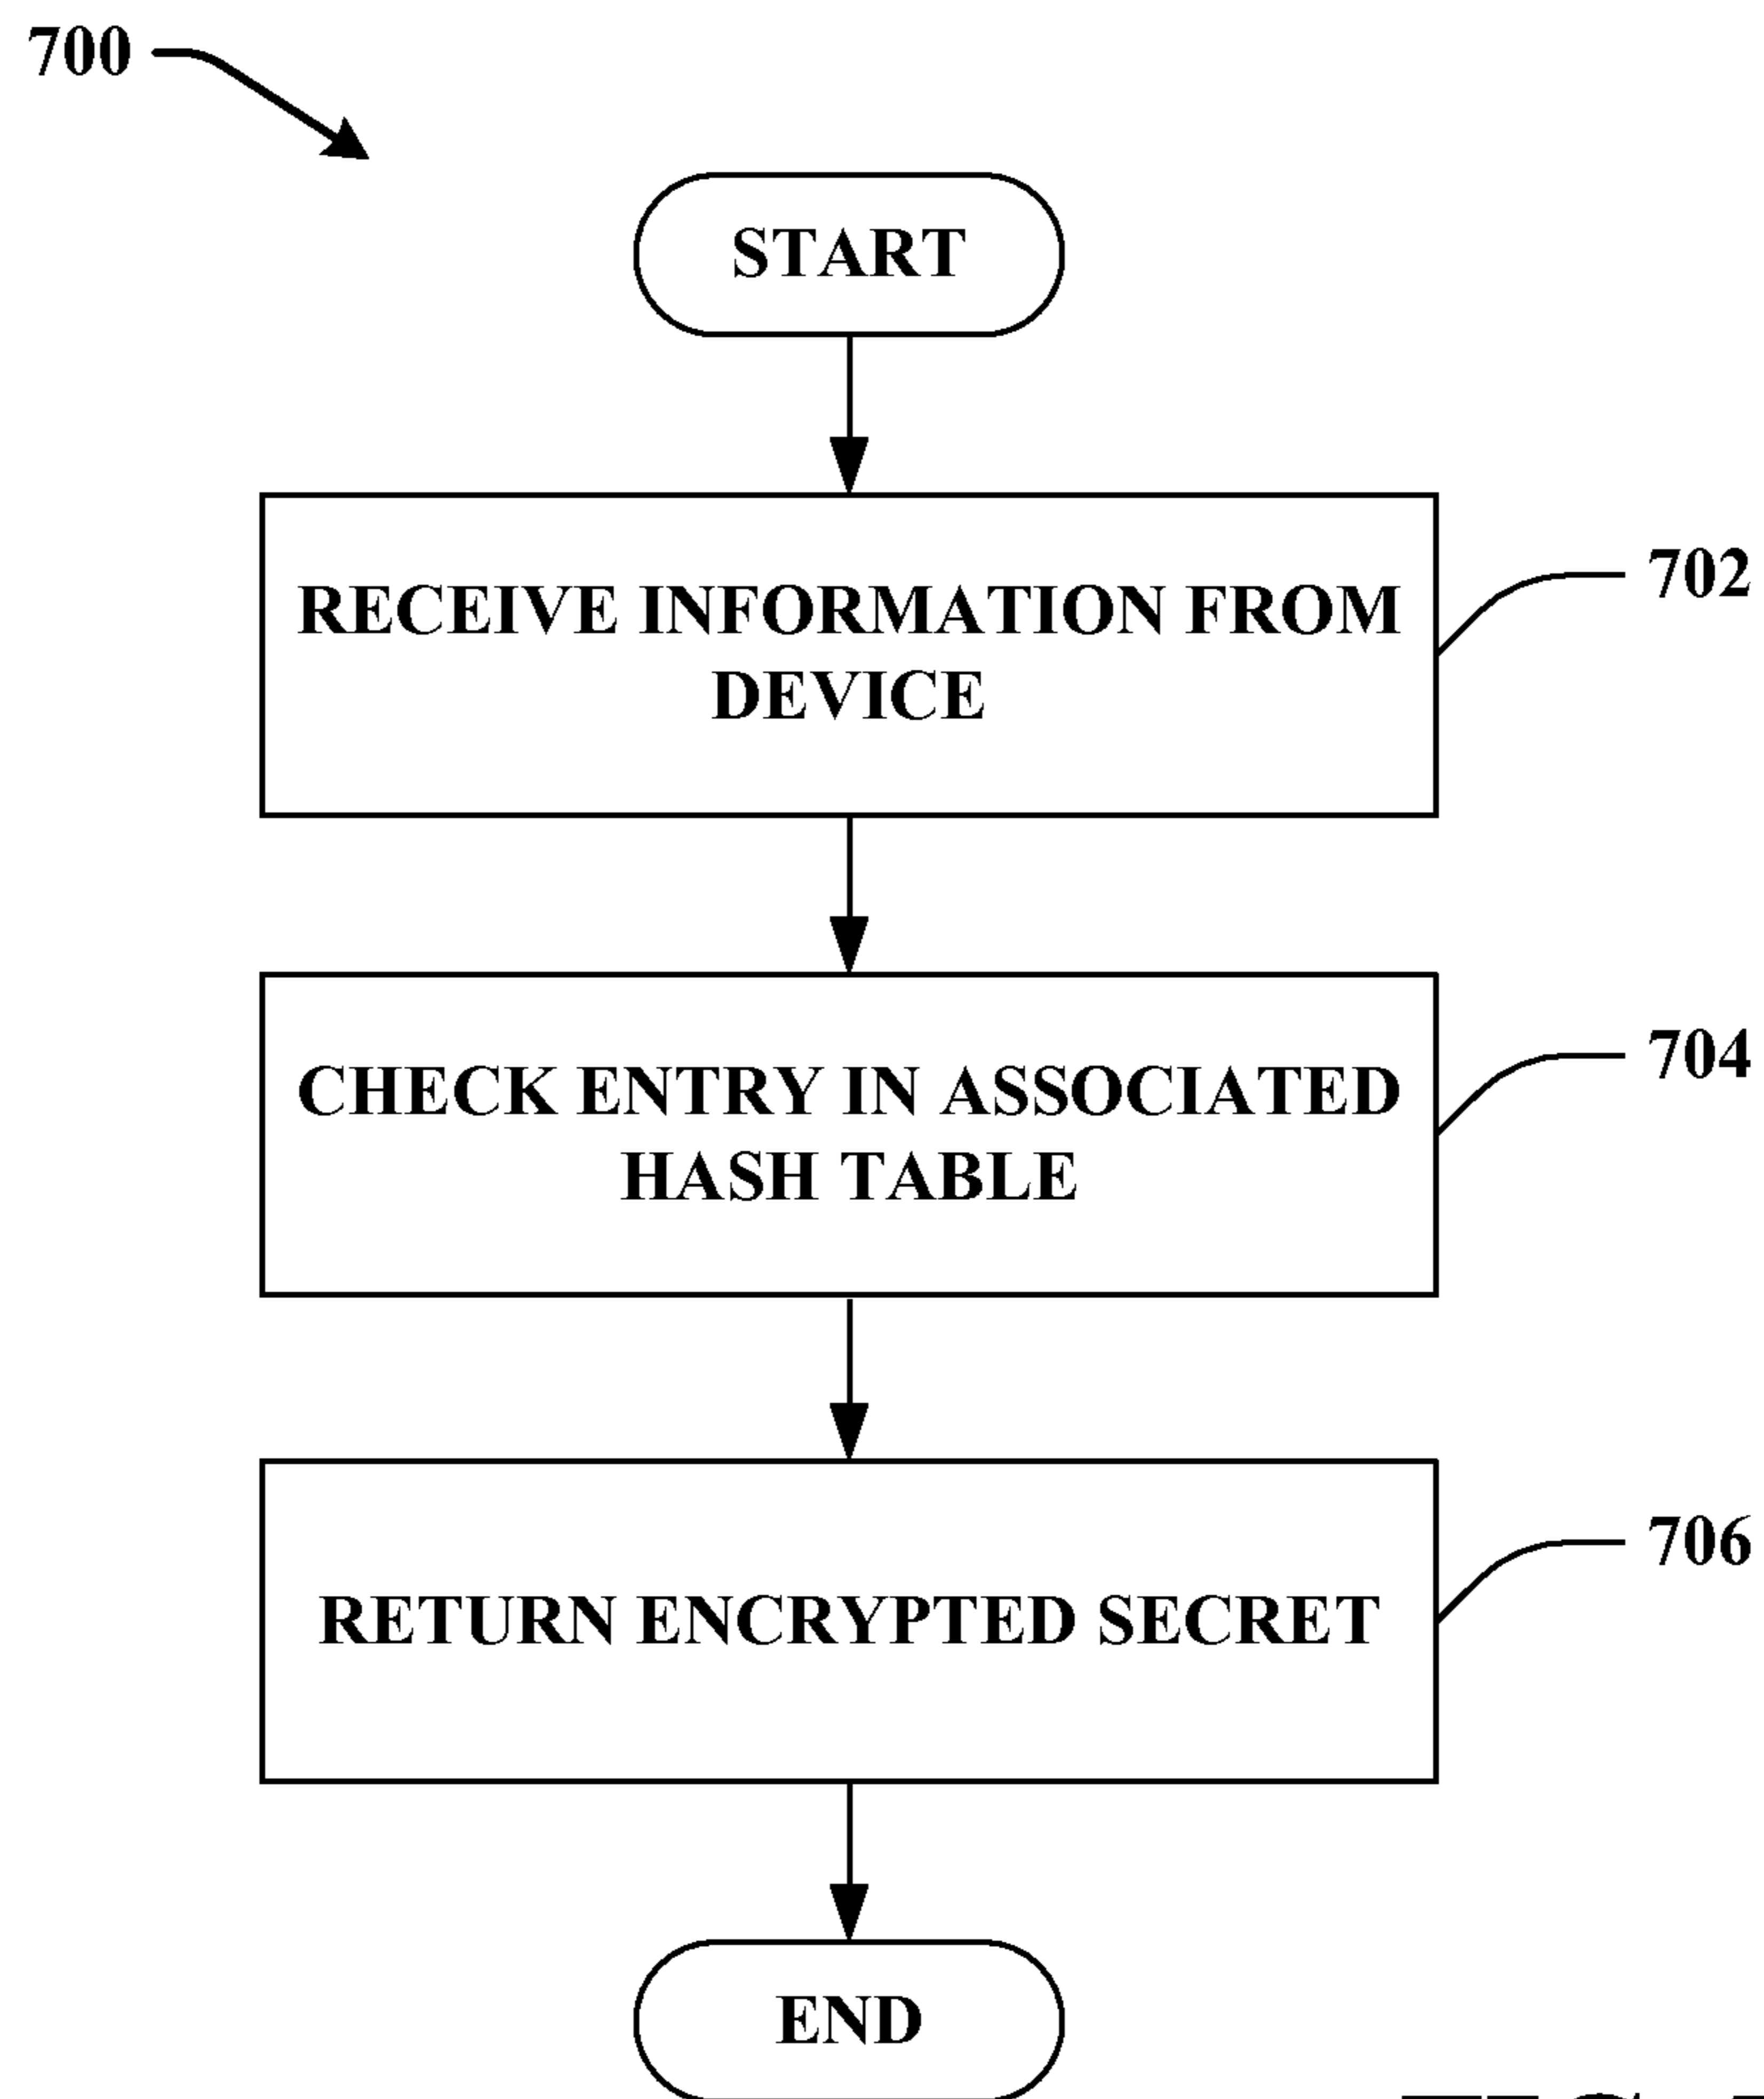 700
START
RECEIVE INFORMATION FROM
DEVICE
702
CHECK ENTRY IN ASSOCIATED
HASH TABLE
704
RETURN ENCRYPTED SECRET
706
END